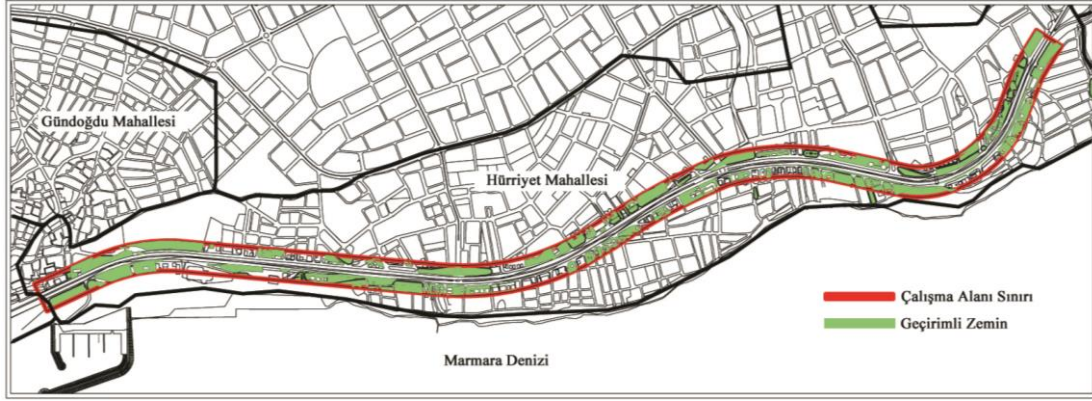 Gündoğdu Mahallesi
Hürriyet Mahallesi
Çalışma Alanı Sınırı
Geçirimli Zemin
Marmara Denizi